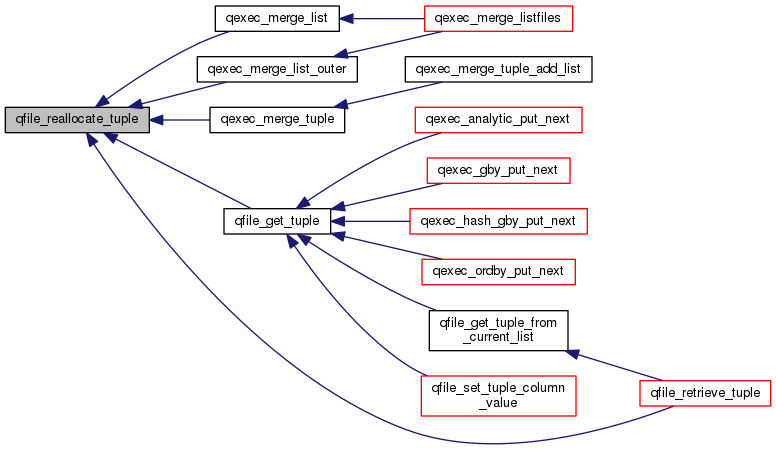 qexec_merge_list
qexec_merge_listfiles
qexec_merge_list_outer
qexec_merge_tuple_add_list
qfile_reallocate_tuple
qexec_merge_tuple
qexec_analytic_put_next
qexec_gby_put_next
qfile_get_tuple
qexec_hash_gby_put_next
qexec_ordby_put_next
qfile_get_tuple_from
_current_list
qfile_set_tuple_column
_value
qfile_retrieve_tuple